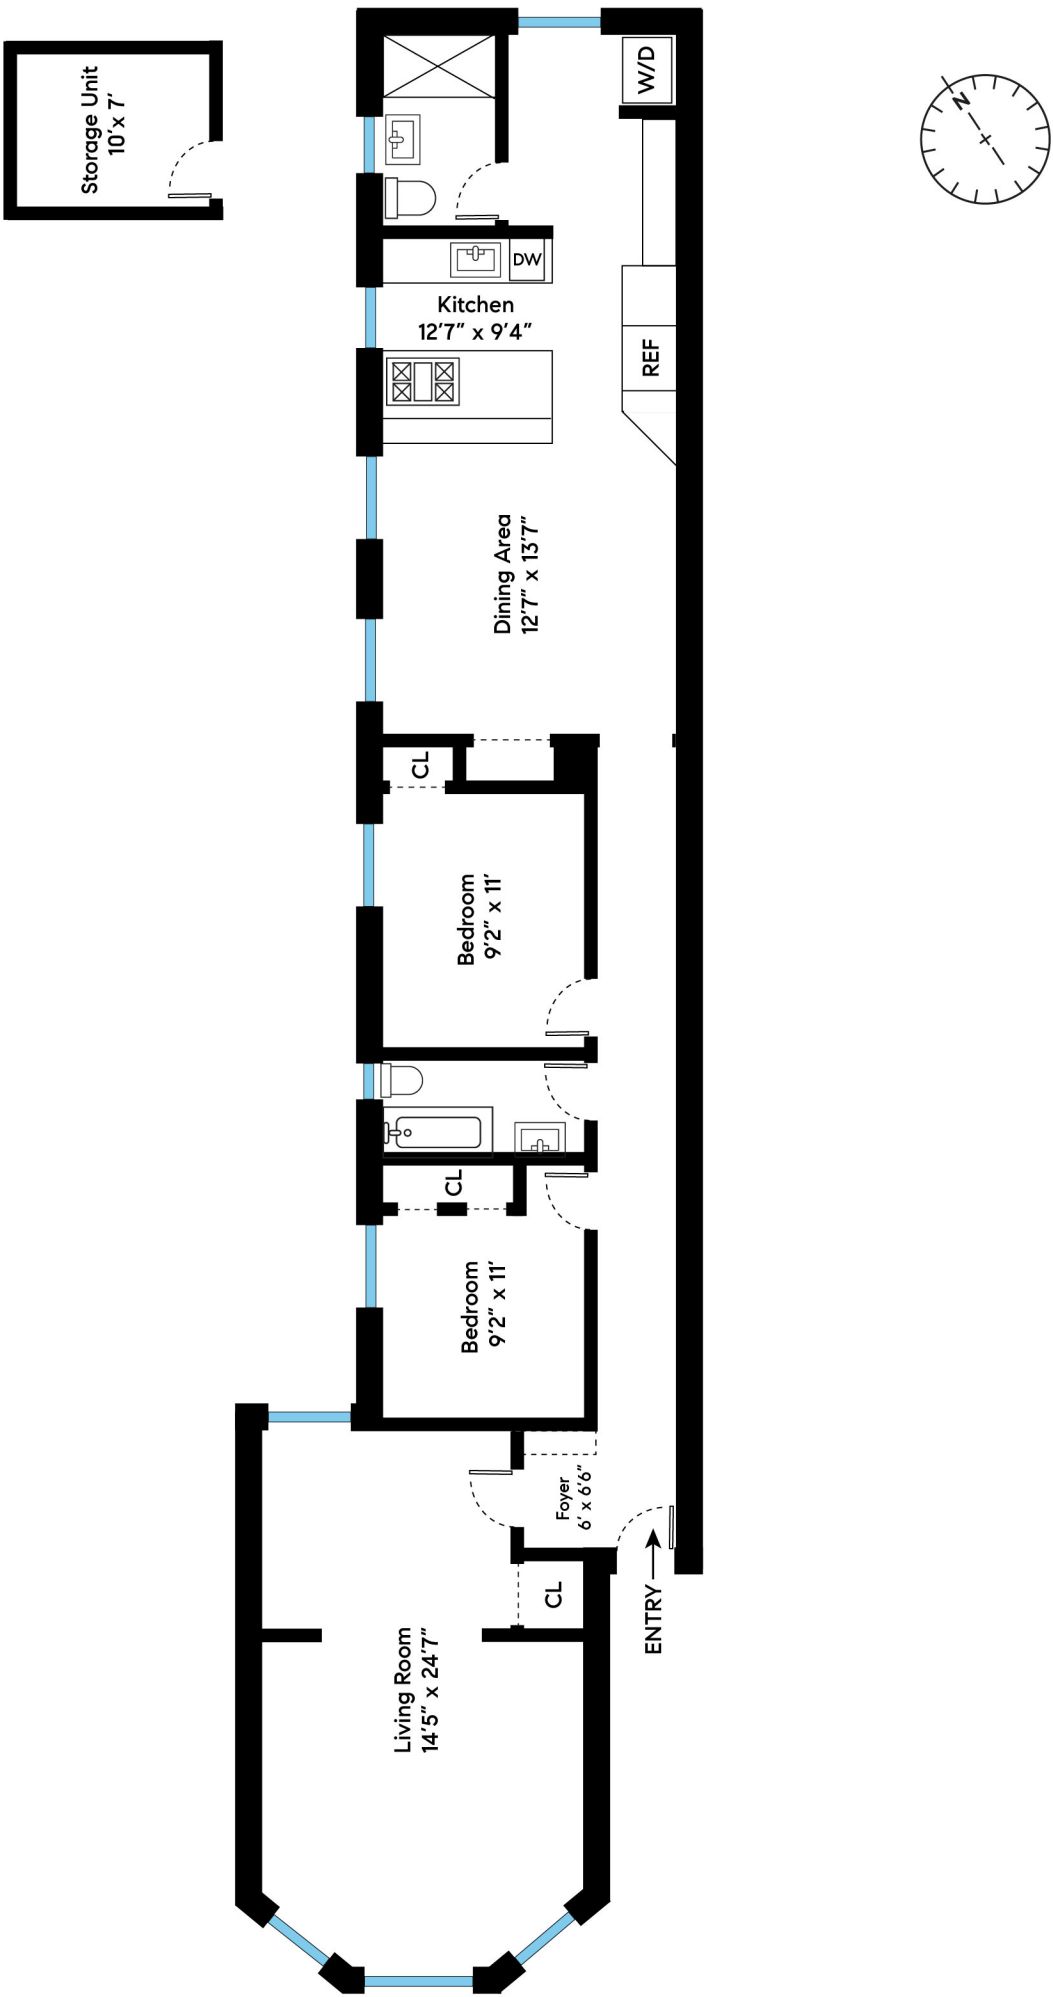 Storage Unit
10' x 7'
W/D
N
DW
Kitchen
12'7" x 9'4"
REF
Dining Area
12'7" x 13'7"
CL
Bedroom
9'2" x 11'
CL
Bedroom
9'2" x 11'
Foyer
6' x 6'6"
CL
ENTRY
Living Room
14'5" x 24'7"